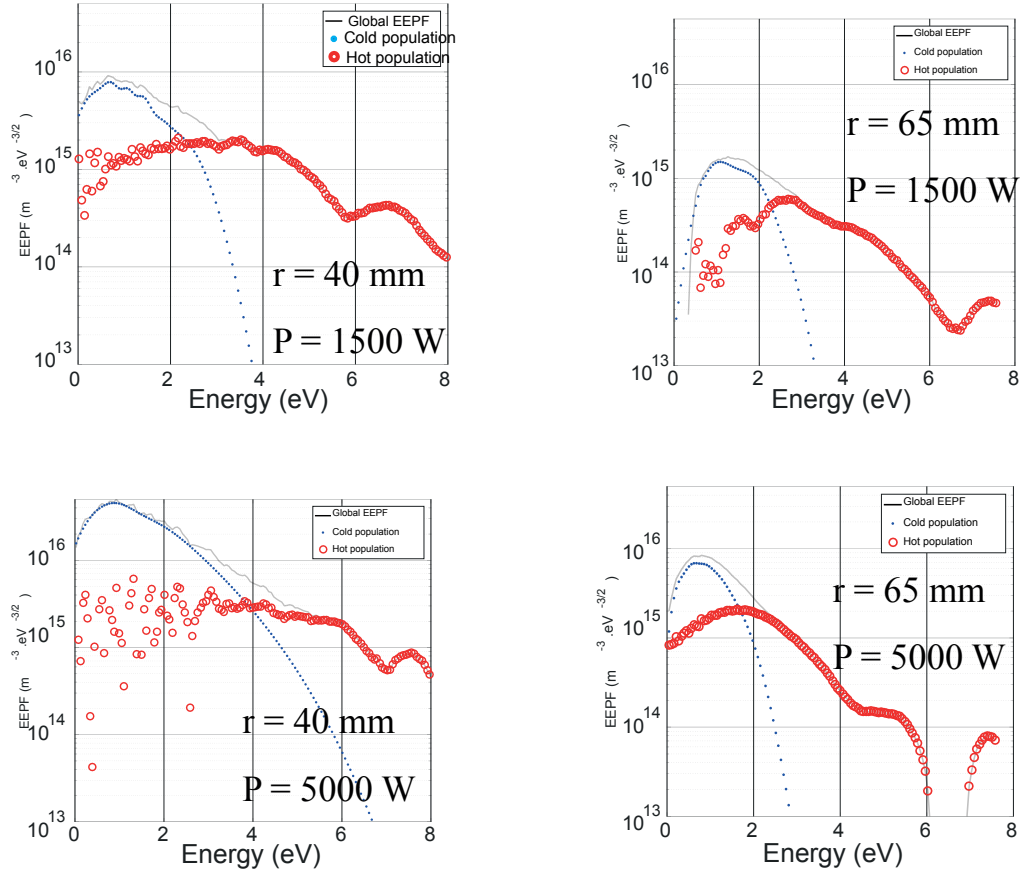 Global EEPF
Cold population
Hot population
10^16
10^15
10^14
10^13
EEPF (m^-3 .eV^-3/2)
r = 40 mm
P = 1500 W
0 2 4 6 8
Energy (eV)
Global EEPF
Cold population
Hot population
10^16
10^15
10^14
10^13
EEPF (m^-3 .eV^-3/2)
r = 65 mm
P = 1500 W
0 2 4 6 8
Energy (eV)
Global EEPF
Cold population
Hot population
10^16
10^15
10^14
10^13
EEPF (m^-3 .eV^-3/2)
r = 40 mm
P = 5000 W
0 2 4 6 8
Energy (eV)
Global EEPF
Cold population
Hot population
10^16
10^15
10^14
10^13
EEPF (m^-3 .eV^-3/2)
r = 65 mm
P = 5000 W
0 2 4 6 8
Energy (eV)